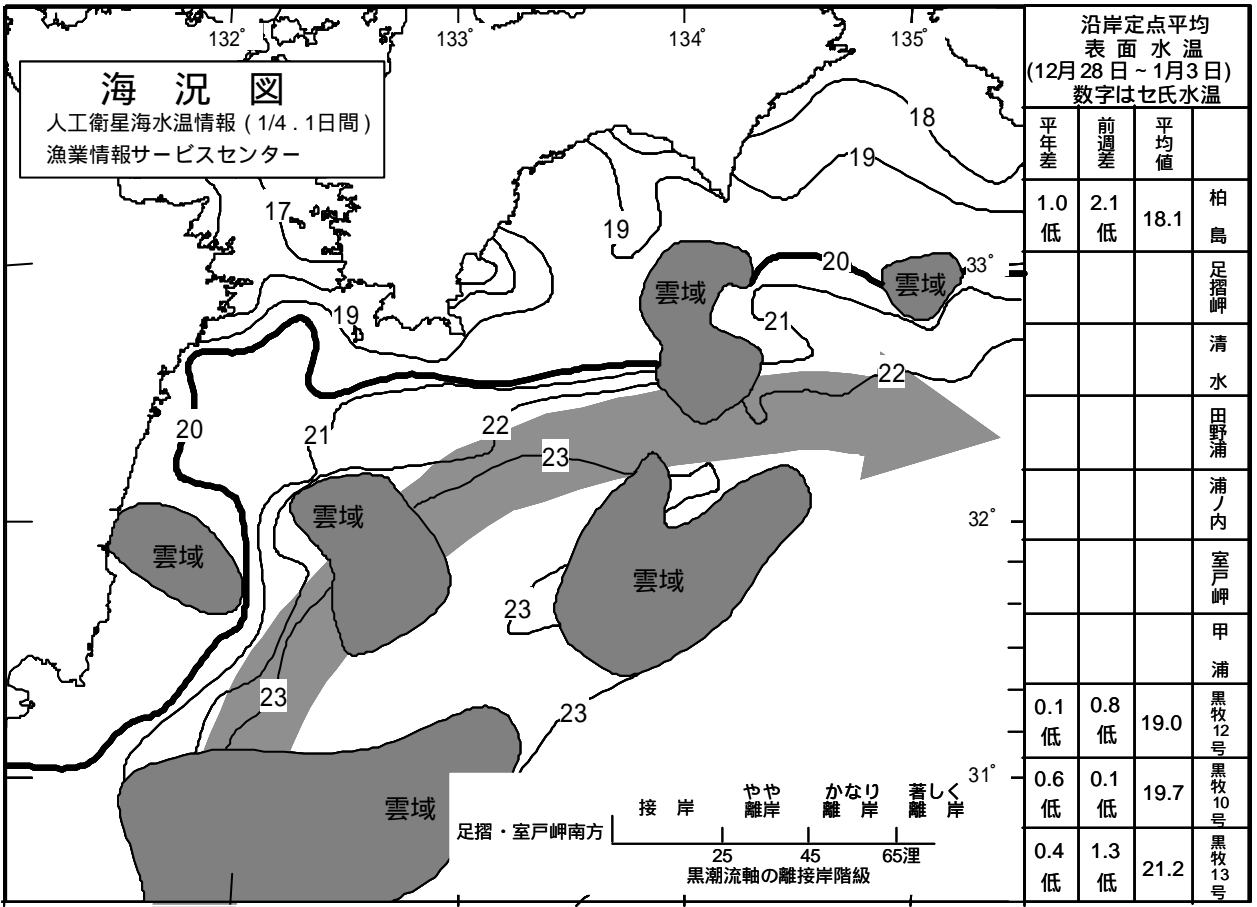 海況図
人工衛星海水温情報（1/4．1日間）
漁業情報サービスセンター
132°
133°
134°
135°
18
19
17
19
20
33°
雲域
雲域
21
19
22
20
21
22
23
雲域
雲域
雲域
32°
23
23
23
31°
雲域
接岸
やや離岸
かなり離岸
著しく離岸
足摺・室戸岬南方
25 45 65浬
黒潮流軸の離接岸階級
沿岸定点平均
表面水温
(12月28日~1月3日)
数字はセ氏水温
平年差 前週差 平均値
1.0低 2.1低 18.1 柏島
足摺岬
清水
田野浦
浦ノ内
室戸岬
甲浦
0.1低 0.8低 19.0 黒牧12号
0.6低 0.1低 19.7 黒牧10号
0.4低 1.3低 21.2 黒牧13号